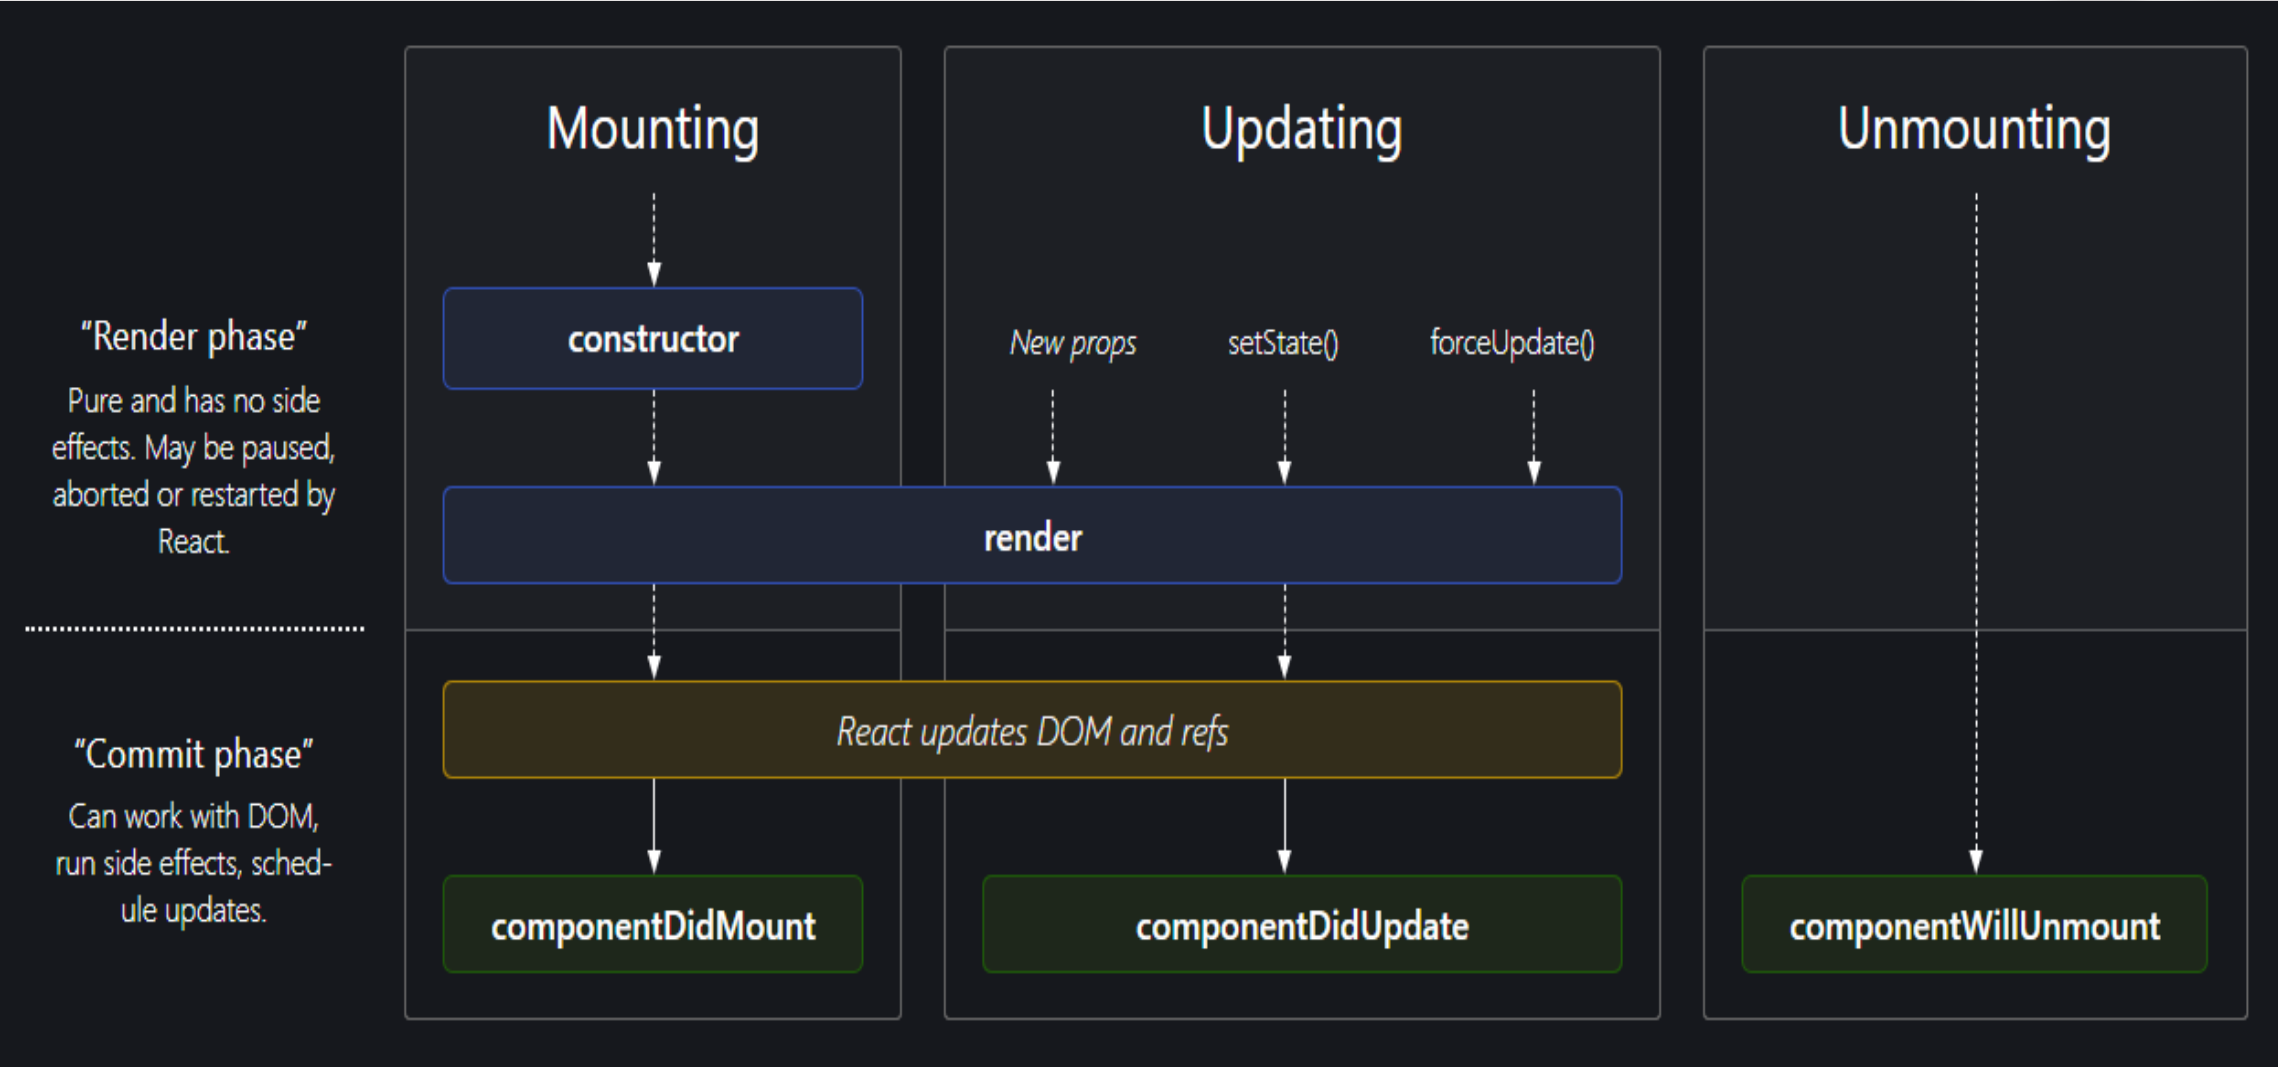 Mounting
Updating
Unmounting
“Render phase”
Pure and has no side
effects. May be paused,
aborted or restarted by
React.
constructor
New props
setState()
forceUpdate()
render
“Commit phase”
Can work with DOM,
run side effects, sched-
ule updates.
React updates DOM and refs
componentDidMount
componentDidUpdate
componentWillUnmount